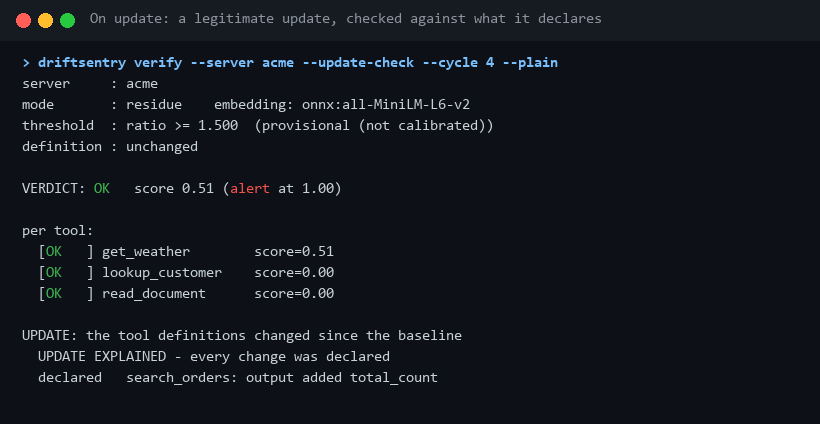 On update: a legitimate update, checked against what it declares
> driftsentry verify --server acme --update-check --cycle 4 --plain
server     : acme
mode       : residue    embedding: onnx:all-MiniLM-L6-v2
threshold  : ratio >= 1.500  (provisional (not calibrated))
definition : unchanged
VERDICT: OK   score 0.51 (alert at 1.00)
per tool:
  [OK   ] get_weather        score=0.51
  [OK   ] lookup_customer    score=0.00
  [OK   ] read_document      score=0.00
UPDATE: the tool definitions changed since the baseline
  UPDATE EXPLAINED - every change was declared
  declared   search_orders: output added total_count